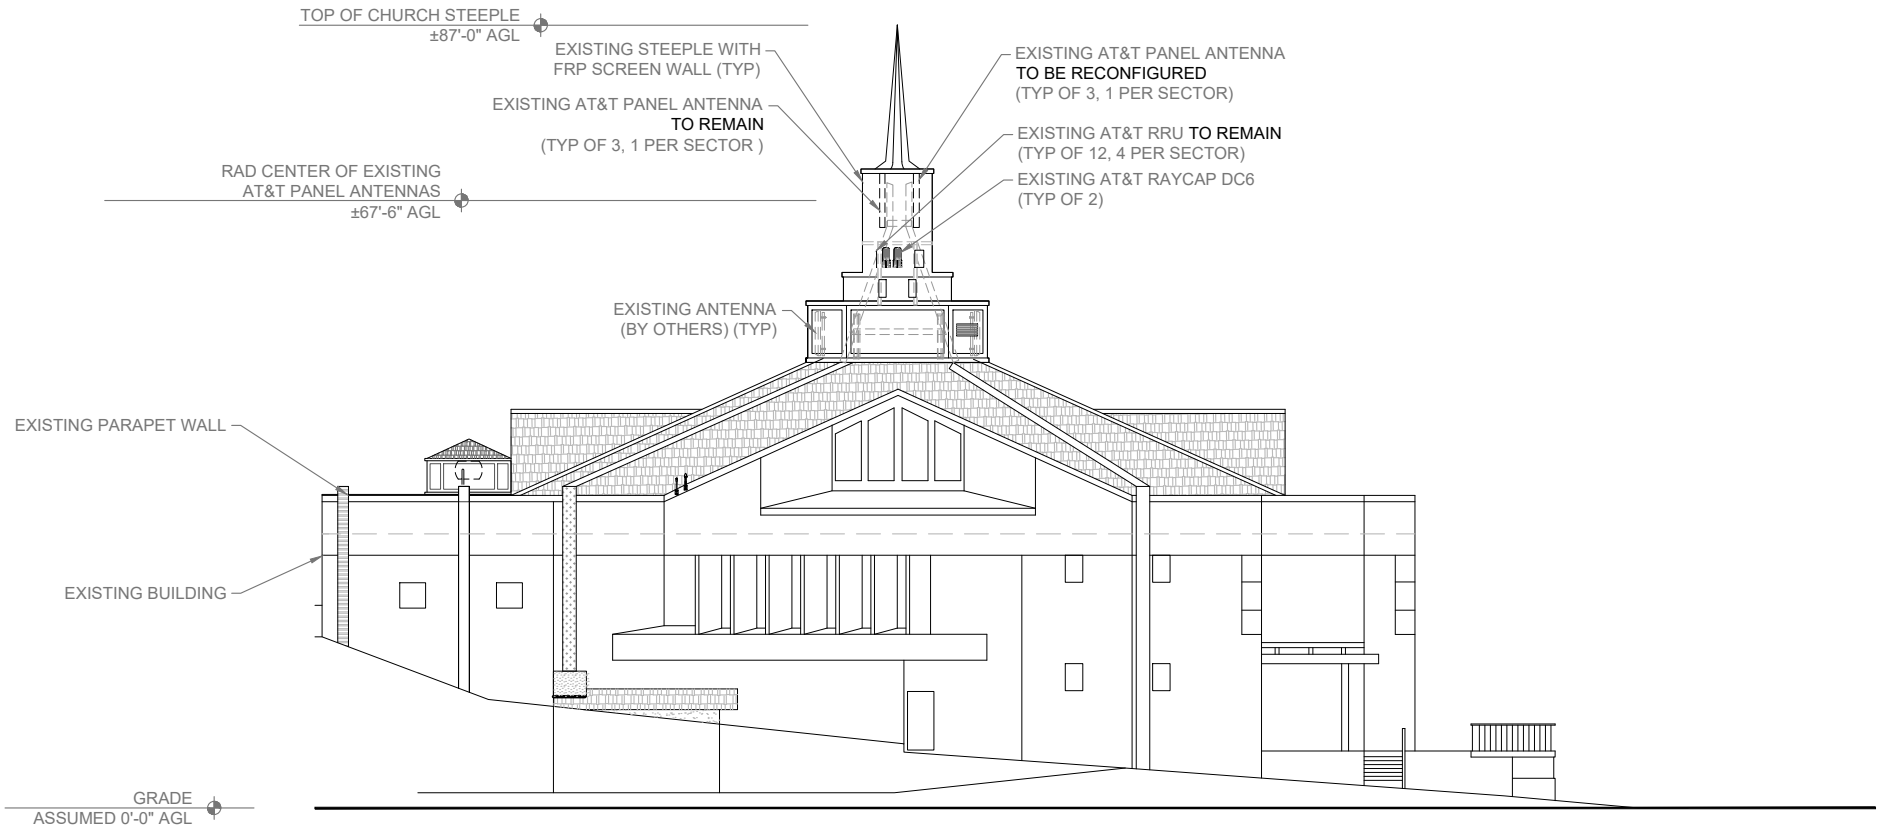 TOP OF CHURCH STEEPLE
±87'-0" AGL
EXISTING STEEPLE WITH
FRP SCREEN WALL (TYP)
EXISTING AT&T PANEL ANTENNA
TO REMAIN
(TYP OF 3, 1 PER SECTOR )
RAD CENTER OF EXISTING
AT&T PANEL ANTENNAS
±67'-6" AGL
EXISTING AT&T PANEL ANTENNA
TO BE RECONFIGURED
(TYP OF 3, 1 PER SECTOR)
EXISTING AT&T RRU TO REMAIN
(TYP OF 12, 4 PER SECTOR)
EXISTING AT&T RAYCAP DC6
(TYP OF 2)
EXISTING ANTENNA
(BY OTHERS) (TYP)
EXISTING PARAPET WALL
EXISTING BUILDING
GRADE
ASSUMED 0'-0" AGL